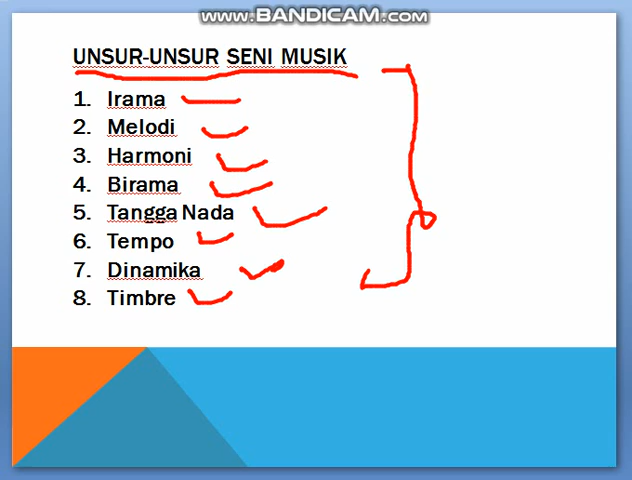 www.BANDICAM.com
UNSUR-UNSUR SENI MUSIK
1. Irama
2. Melodi
3. Harmoni
4. Birama
5. Tangga Nada
6. Tempo
7. Dinamika
8. Timbre